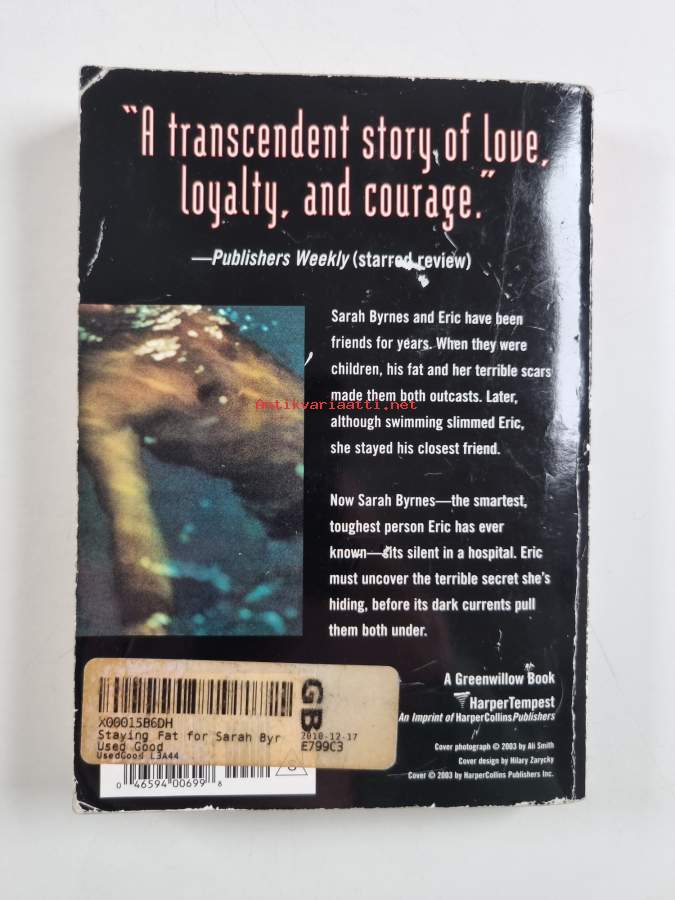 "A transcendent story of love,
loyalty, and courage."
—Publishers Weekly (starred review)
Sarah Byrnes and Eric have been
friends for years. When they were
children, his fat and her terrible scars
made them both outcasts. Later,
although swimming slimmed Eric,
she stayed his closest friend.
Antikvariaatti.net
Now Sarah Byrnes—the smartest,
toughest person Eric has ever
known—sits silent in a hospital. Eric
must uncover the terrible secret she's
hiding, before its dark currents pull
them both under.
A Greenwillow Book
HarperTempest
An Imprint of HarperCollinsPublishers
Cover photograph © 2003 by Ali Smith
Cover design by Hilary Zarycky
Cover © 2003 by HarperCollins Publishers Inc.
GB
X00015B6DH
Staying Fat for Sarah Byr
Used Good
UsedGood L3A44
2010-12-17
E799C3
0 46594 00699 8